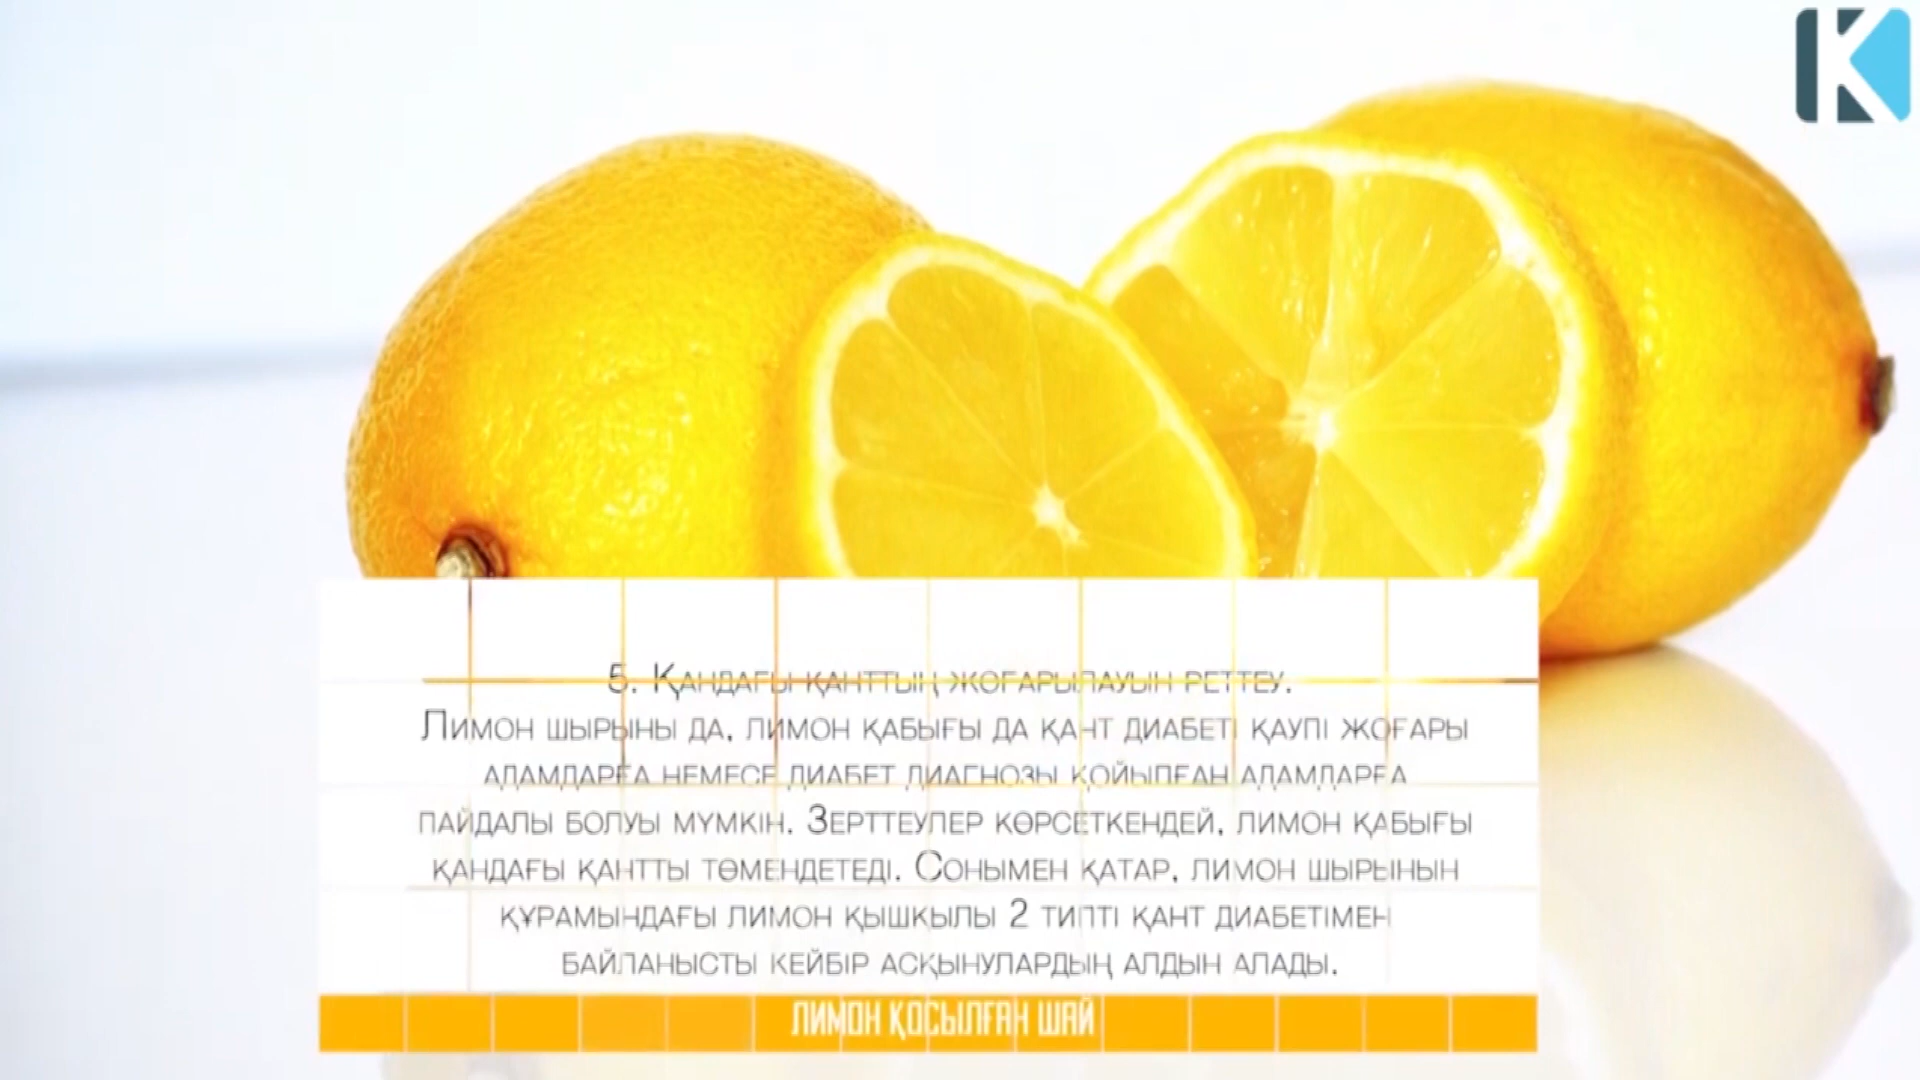 K
5. Қандағы қанттың жоғарылауын реттеу.
Лимон шырыны да, лимон қабығы да қант диабеті қаупі жоғары
адамдарға немесе диабет диагнозы қойылған адамдарға
пайдалы болуы мүмкін. Зерттеулер көрсеткендей, лимон қабығы
қандағы қантты төмендетеді. Сонымен қатар, лимон шырынын
құрамындағы лимон қышкылы 2 типті қант диабетімен
байланысты кейбір асқынулардың алдын алады.
ЛИМОН ҚОСЫЛҒАН ШАЙ